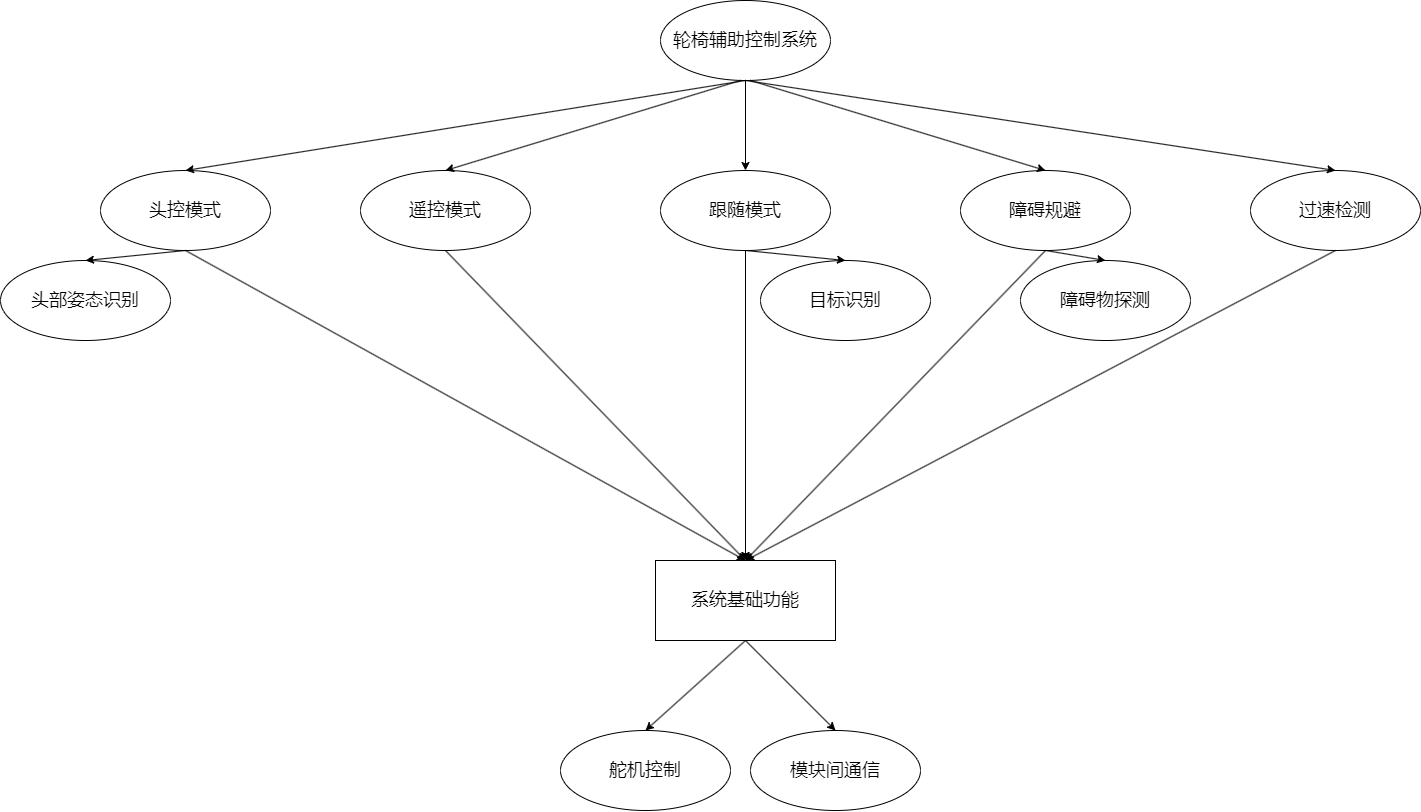 轮椅辅助控制系统
头控模式
遥控模式
跟随模式
障碍规避
过速检测
头部姿态识别
目标识别
障碍物探测
系统基础功能
舵机控制
模块间通信